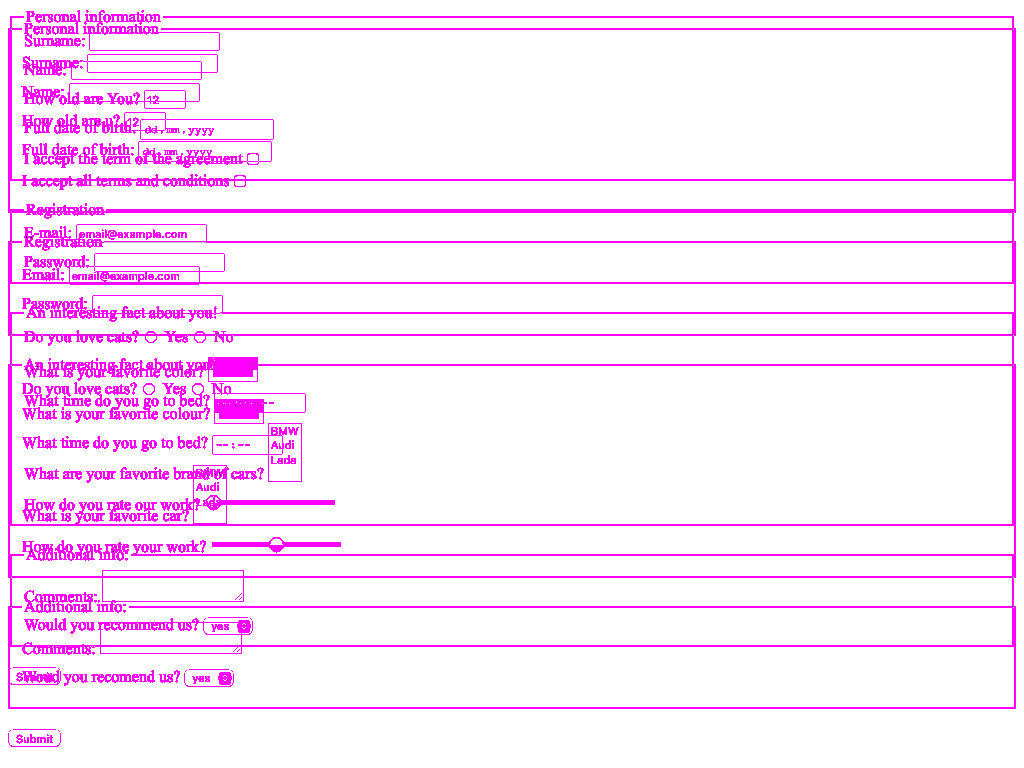 Personal information
Personal information
Surname:
Surname:
Name:
Name:
How old are You? 12
How old are u? 12
Full date of birth: dd.mm.yyyy
Full date of birth: dd.mm.yyyy
I accept the term of the agreement
I accept all terms and conditions
Registration
E-mail: email@example.com
Registration
Password:
Email: email@example.com
Password:
An interesting fact about you!
Do you love cats? Yes No
An interesting fact about you
What is your favorite color?
Do you love cats? Yes No
What time do you go to bed? --
What is your favorite colour?
BMW
What time do you go to bed? --:--
Audi
Lada
What are your favorite brand of cars?
BMW
Audi
How do you rate our work?
Lada
What is your favorite car?
How do you rate your work?
Additional info:
Comments:
Additional info:
Would you recommend us? yes
Comments:
Submit
Would you recomend us? yes
Submit